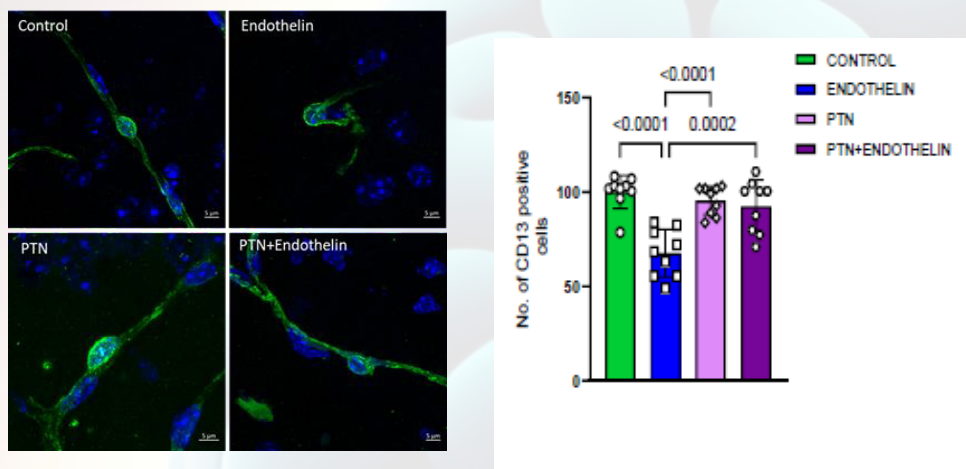 Control
Endothelin
5 μm
5 μm
PTN
PTN+Endothelin
5 μm
5 μm
No. of CD13 positive
cells
150
100
50
0
<0.0001
<0.0001
0.0002
CONTROL
ENDOTHELIN
PTN
PTN+ENDOTHELIN